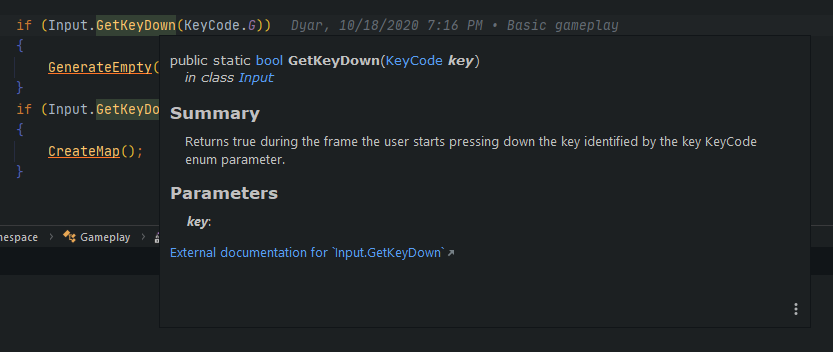 if (Input.GetKeyDown(KeyCode.G)) Dyar, 10/18/2020 7:16 PM • Basic gameplay
{
GenerateEmpty(
}
if (Input.GetKeyDo
{
CreateMap();
}
public static bool GetKeyDown(KeyCode key)
in class Input
Summary
Returns true during the frame the user starts pressing down the key identified by the key KeyCode
enum parameter.
Parameters
key:
External documentation for `Input.GetKeyDown` ↗
nespace > Gameplay >